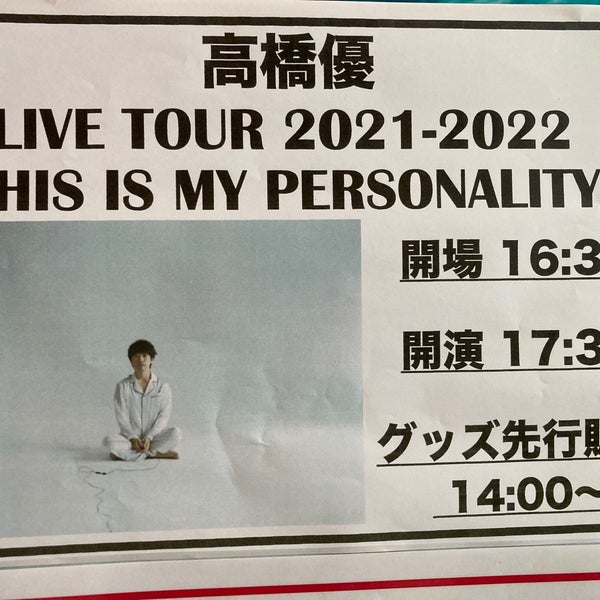 高橋優
LIVE TOUR 2021-2022
HIS IS MY PERSONALITY
開場 16:3
開演 17:3
グッズ先行販
14:00～